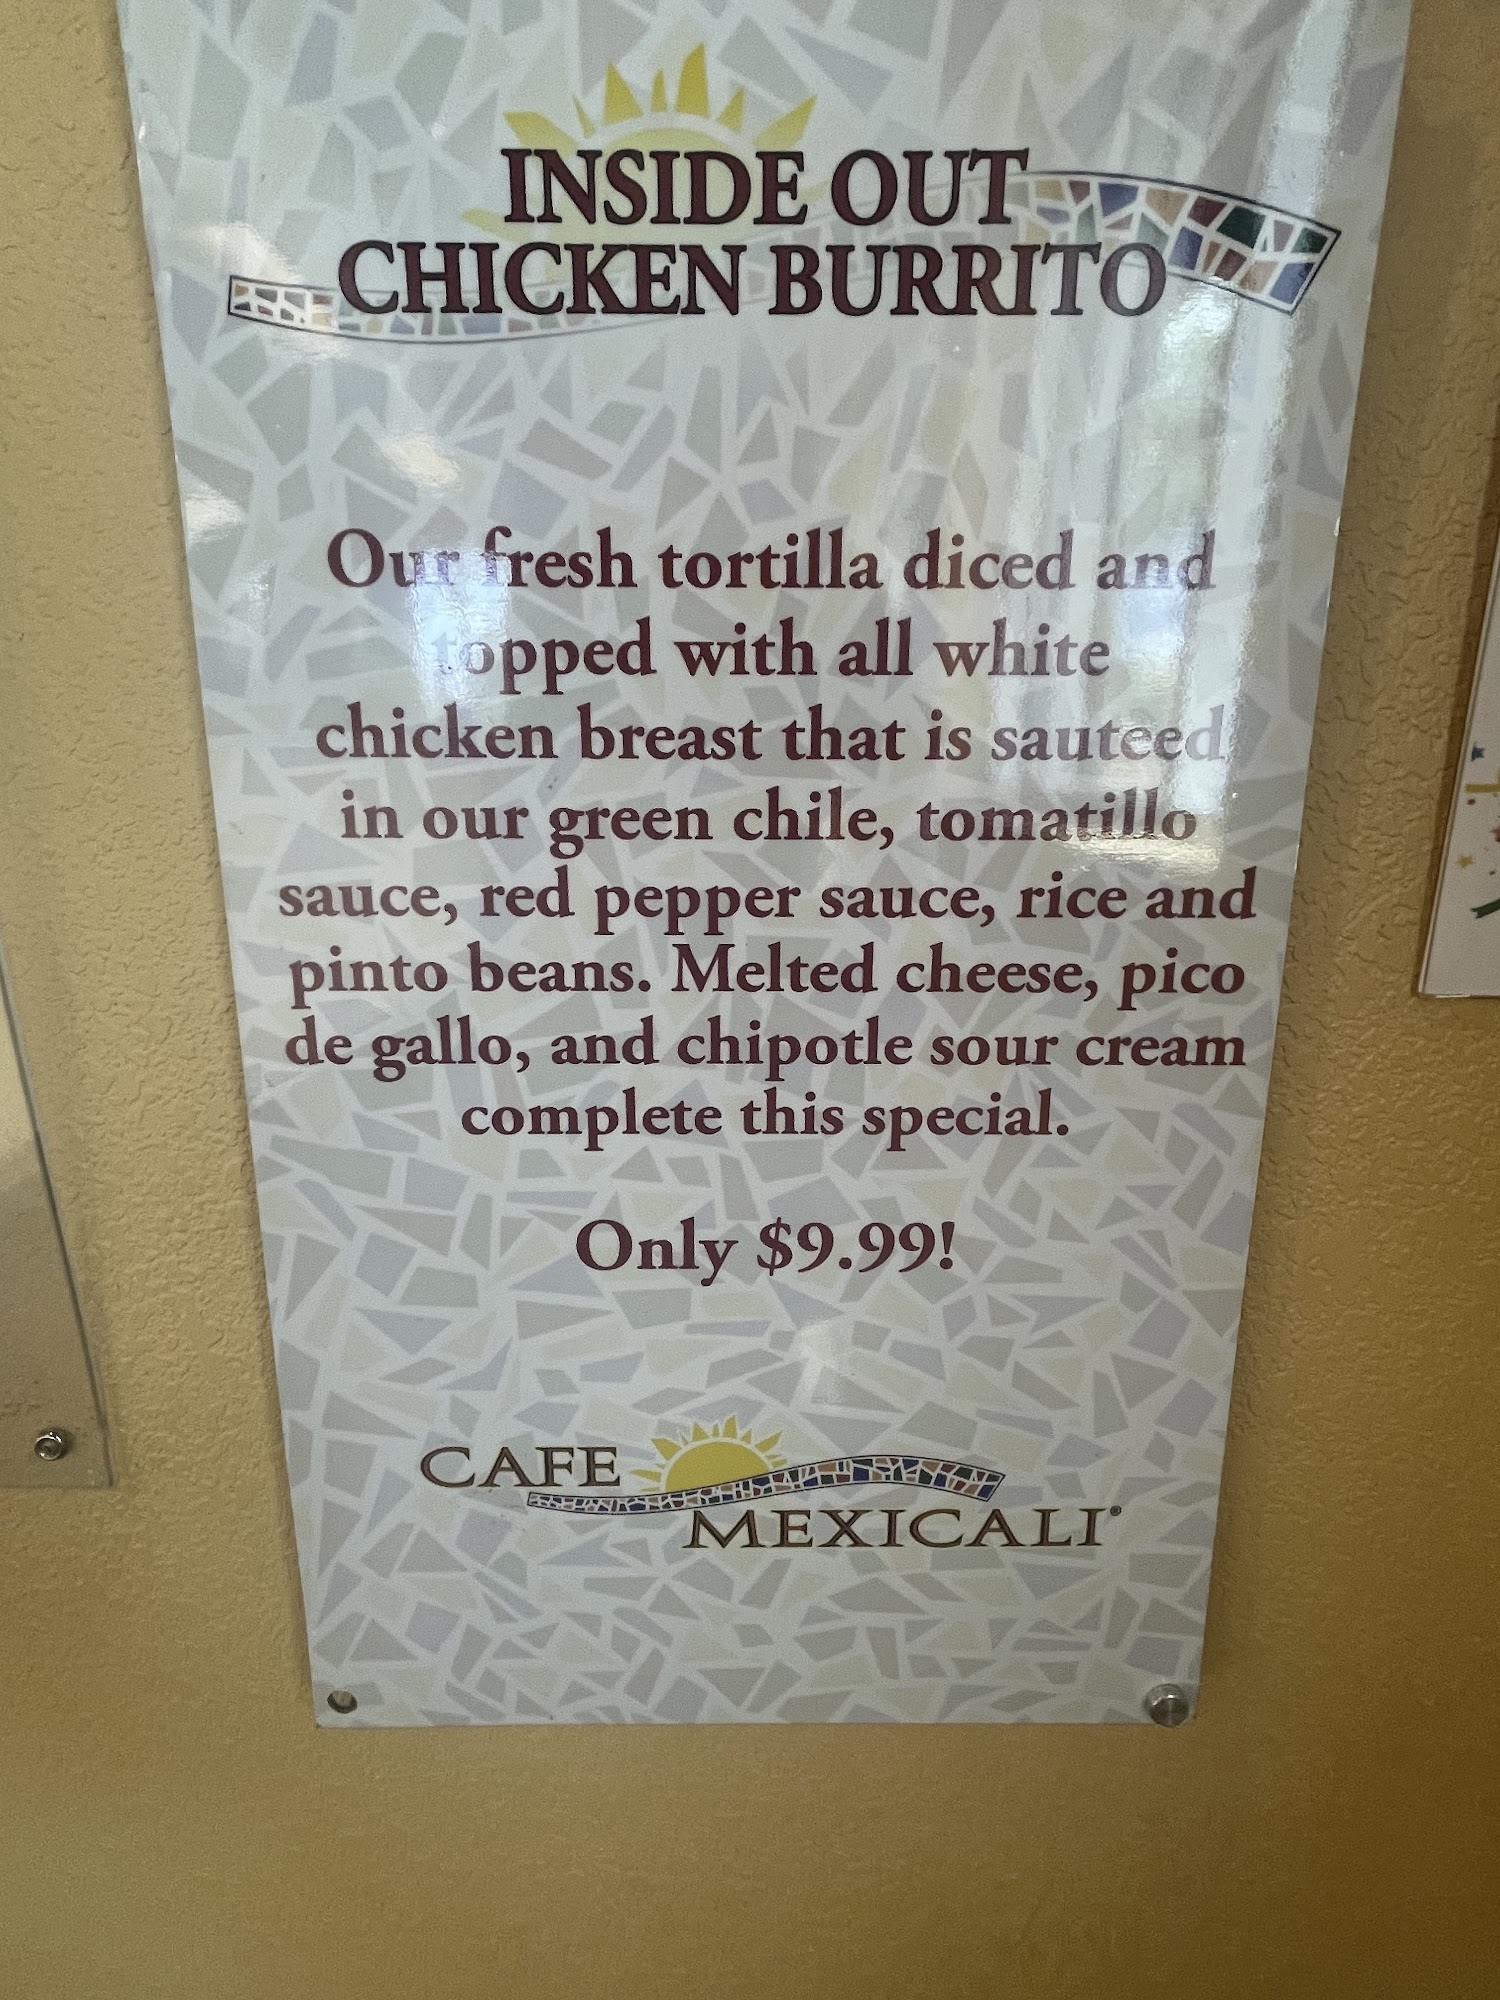 INSIDE OUT
CHICKEN BURRITO
Our fresh tortilla diced and
topped with all white
chicken breast that is sauteed
in our green chile, tomatillo
sauce, red pepper sauce, rice and
pinto beans. Melted cheese, pico
de gallo, and chipotle sour cream
complete this special.
Only $9.99!
CAFE
MEXICALI®